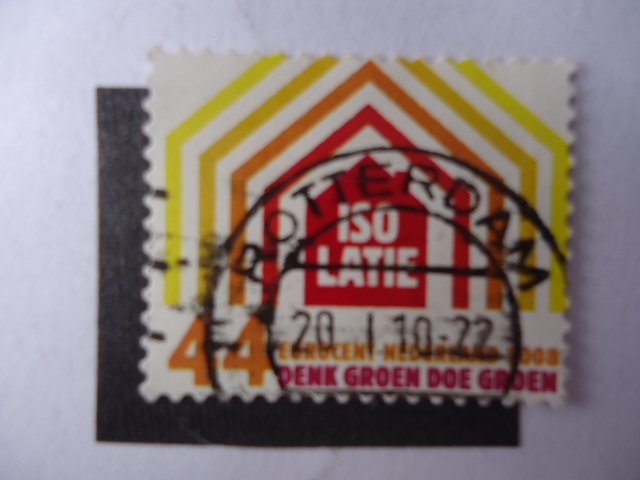 ROTTERDAM
ISO
LATIE
20 I 10-22
44 EUROCENT NEDERLAND 2008
DENK GROEN DOE GROEN